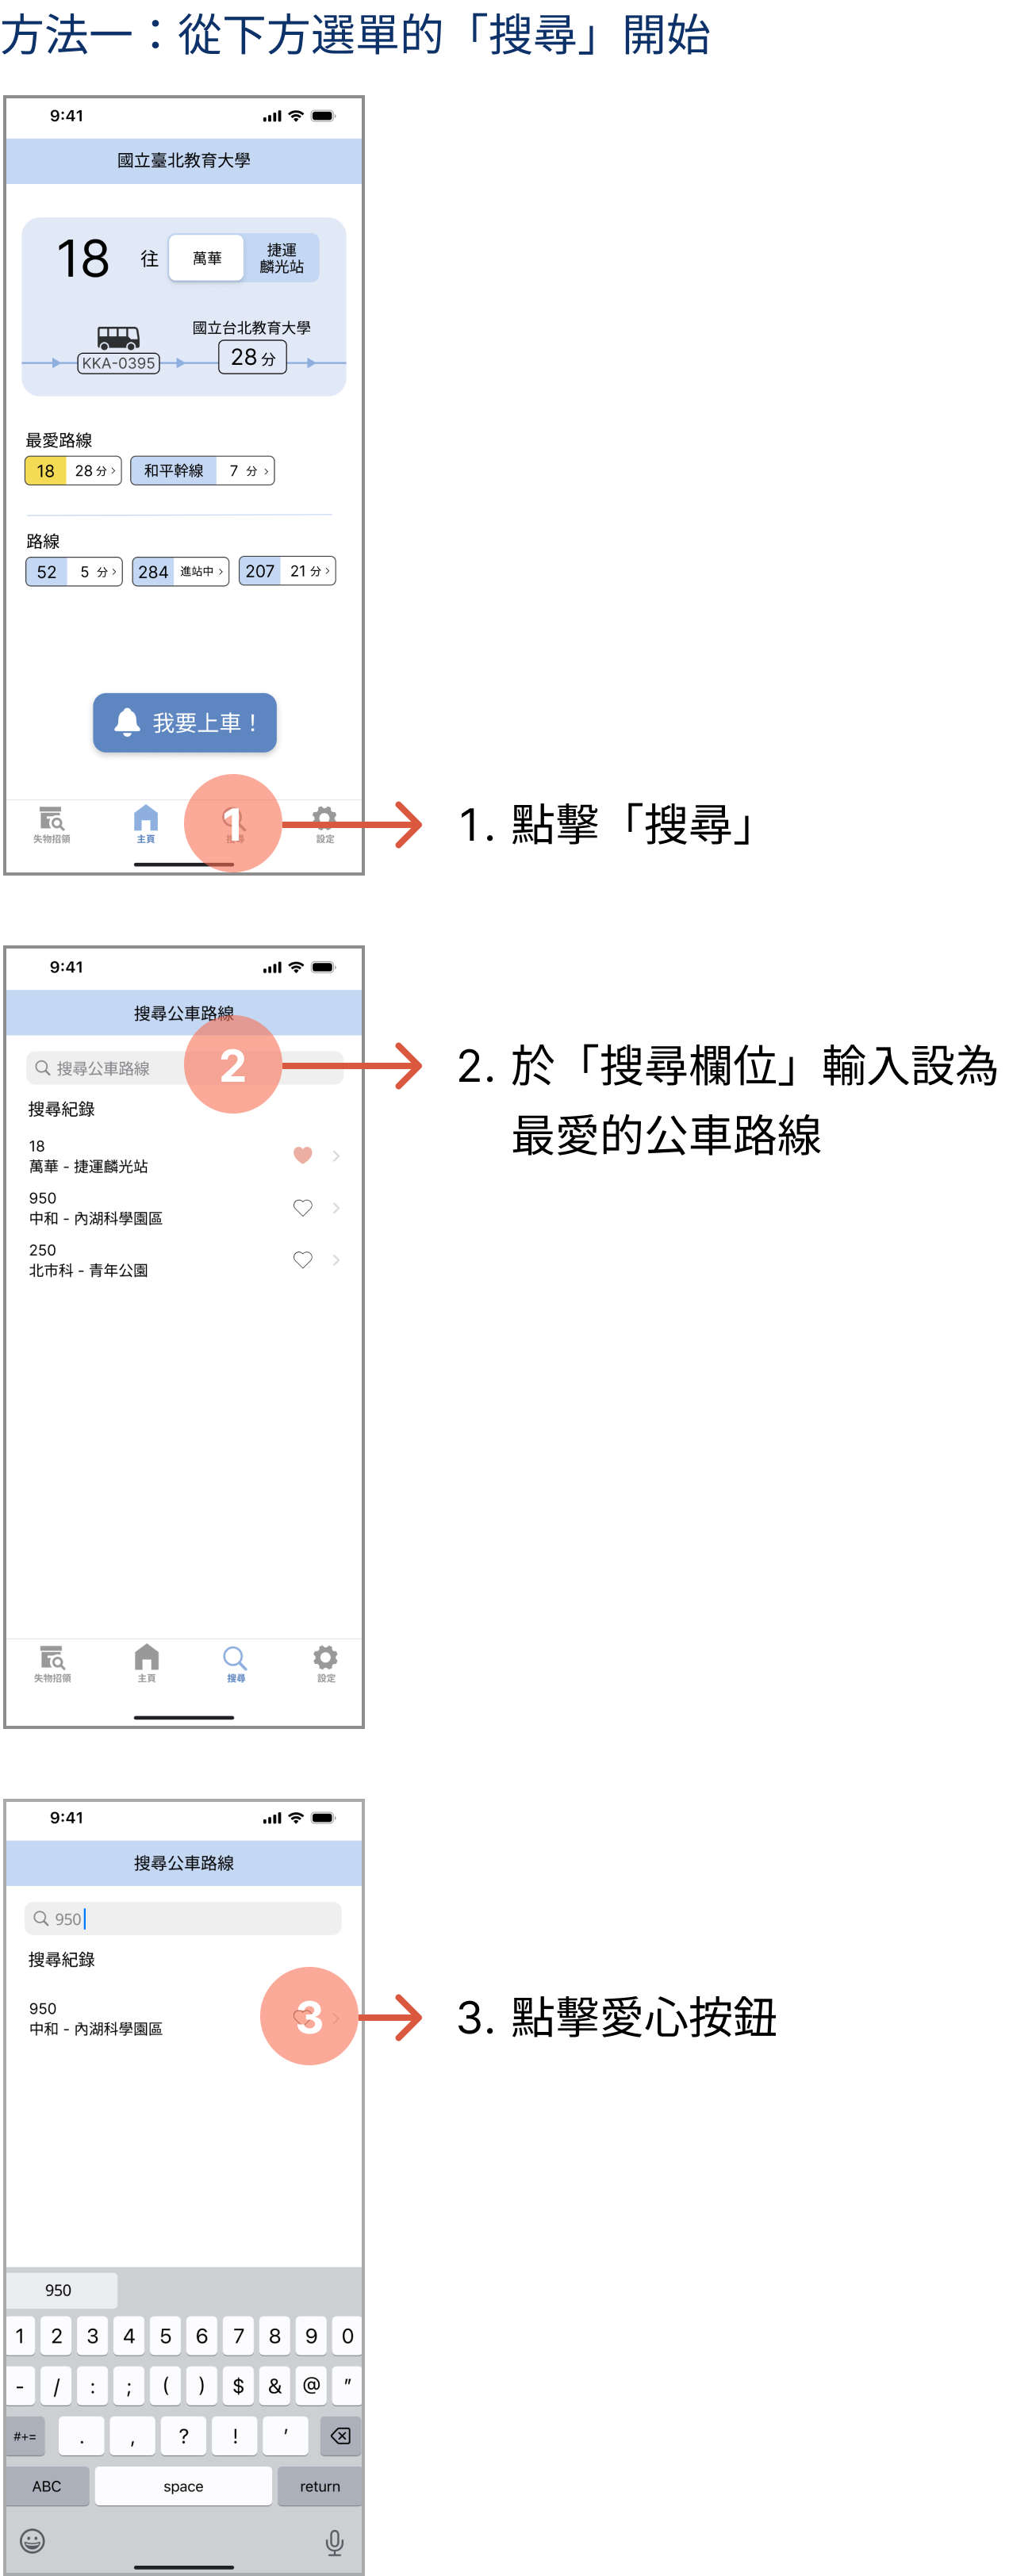 方法一：從下方選單的「搜尋」開始
9:41
國立臺北教育大學
18 往 萬華 捷運
麟光站
國立台北教育大學
KKA-0395 28 分
最愛路線
18 28 分 和平幹線 7 分
路線
52 5 分 284 進站中 207 21 分
我要上車！
失物招領 主頁 設定
1
1. 點擊「搜尋」
9:41
搜尋公車路線
搜尋公車路線
2
2. 於「搜尋欄位」輸入設為
最愛的公車路線
搜尋紀錄
18
萬華 - 捷運麟光站
950
中和 - 內湖科學園區
250
北市科 - 青年公園
失物招領 主頁 搜尋 設定
9:41
搜尋公車路線
950
搜尋紀錄
950
中和 - 內湖科學園區
3
3. 點擊愛心按鈕
950
1 2 3 4 5 6 7 8 9 0
- / : ; ( ) $ & @ "
#+= . , ? ! ’
ABC space return